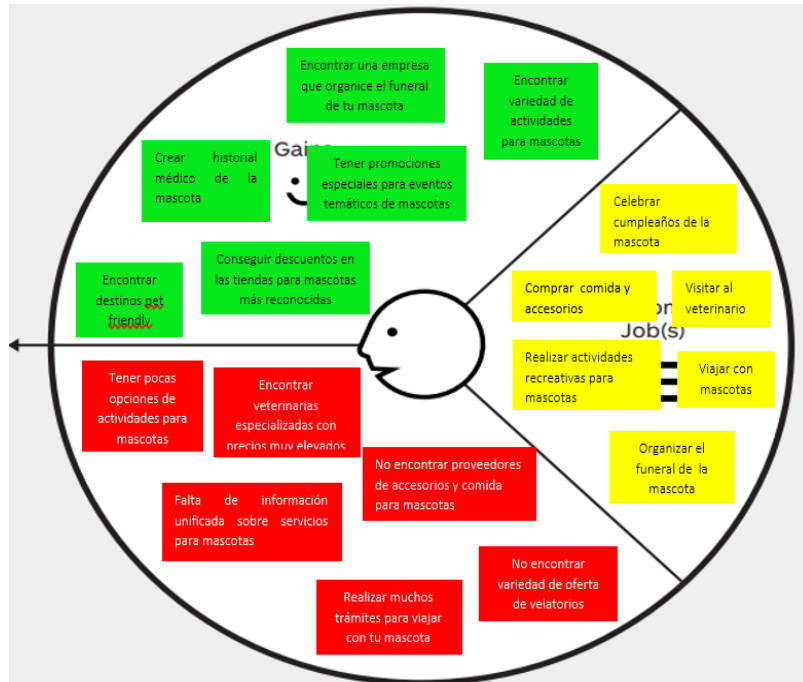 Encontrar una empresa
que organice el funeral
de tu mascota
Encontrar
variedad de
actividades
para mascotas
Gains
Crear historial
médico de la
mascota
Tener promociones
especiales para eventos
temáticos de mascotas
Conseguir descuentos en
las tiendas para mascotas
más reconocidas
Encontrar
destinos pet
friendly
Celebrar
cumpleaños de la
mascota
Comprar comida y
accesorios
Visitar al
veterinario
Job(s)
Realizar actividades
recreativas para
mascotas
Viajar con
mascotas
Organizar el
funeral de la
mascota
Tener pocas
opciones de
actividades para
mascotas
Encontrar
veterinarias
especializadas con
precios muy elevados
No encontrar proveedores
de accesorios y comida
para mascotas
Falta de información
unificada sobre servicios
para mascotas
No encontrar
variedad de oferta
de velatorios
Realizar muchos
trámites para viajar
con tu mascota